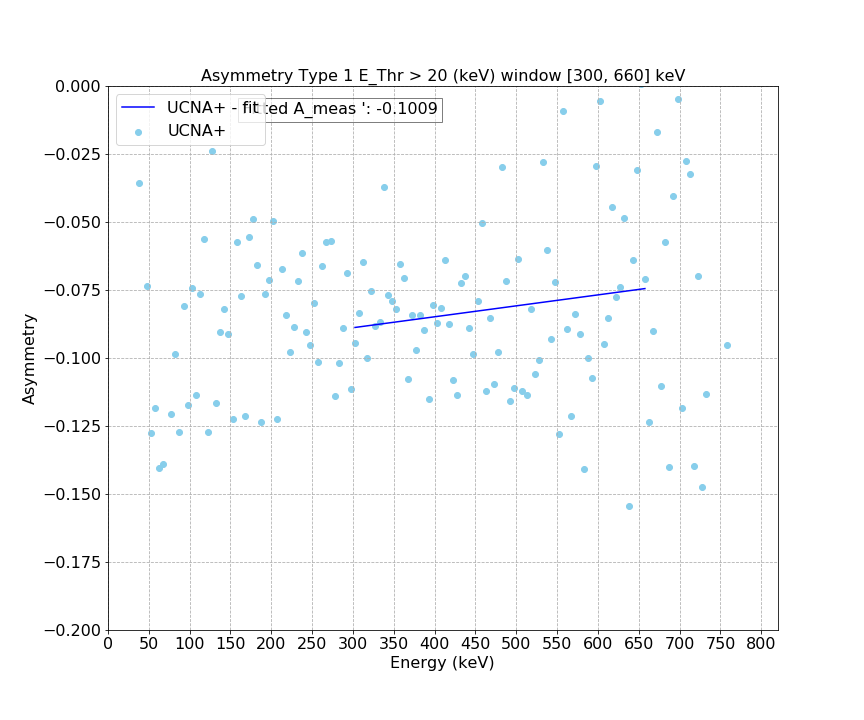 Asymmetry Type 1 E_Thr > 20 (keV) window [300, 660] keV
UCNA+ - fit
ted A_meas ': -0.1009
UCNA+
Asymmetry
0.000
−0.025
−0.050
−0.075
−0.100
−0.125
−0.150
−0.175
−0.200
0 50 100 150 200 250 300 350 400 450 500 550 600 650 700 750 800
Energy (keV)